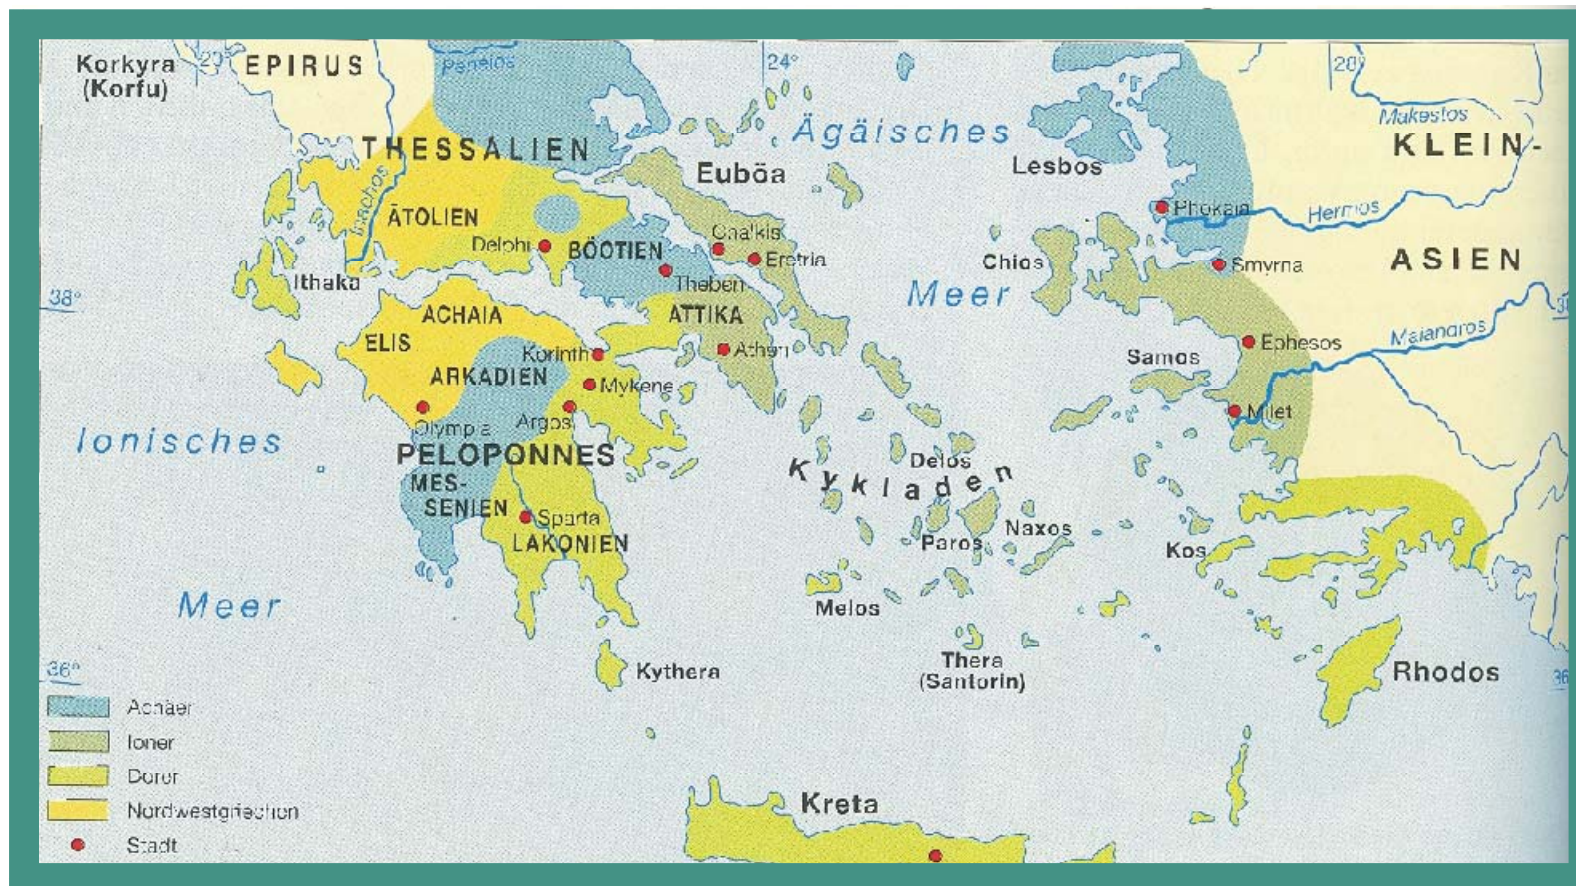 Korkyra
(Korfu)
20°
EPIRUS
Peneios
24°
28°
Ägäisches
Makestos
KLEIN-
THESSALIEN
Euböa
Lesbos
Inachos
ÄTOLIEN
Delphi
BÖOTIEN
Chalkis
Eretria
Phokaia
Hermos
ASIEN
Chios
Smyrna
Ithaka
Theben
Meer
38°
ACHAIA
ATTIKA
ELIS
Korinth
Athen
Samos
Ephesos
Maiandros
ARKADIEN
Mykene
Olympia
Argos
Milet
Ionisches
PELOPONNES
Delos
Kykladen
MES-
SENIEN
Sparta
LAKONIEN
Paros
Naxos
Kos
Meer
Melos
Thera
(Santorin)
Kythera
Rhodos
36°
36
Achäer
Ioner
Dorer
Nordwestgriechen
Stadt
Kreta